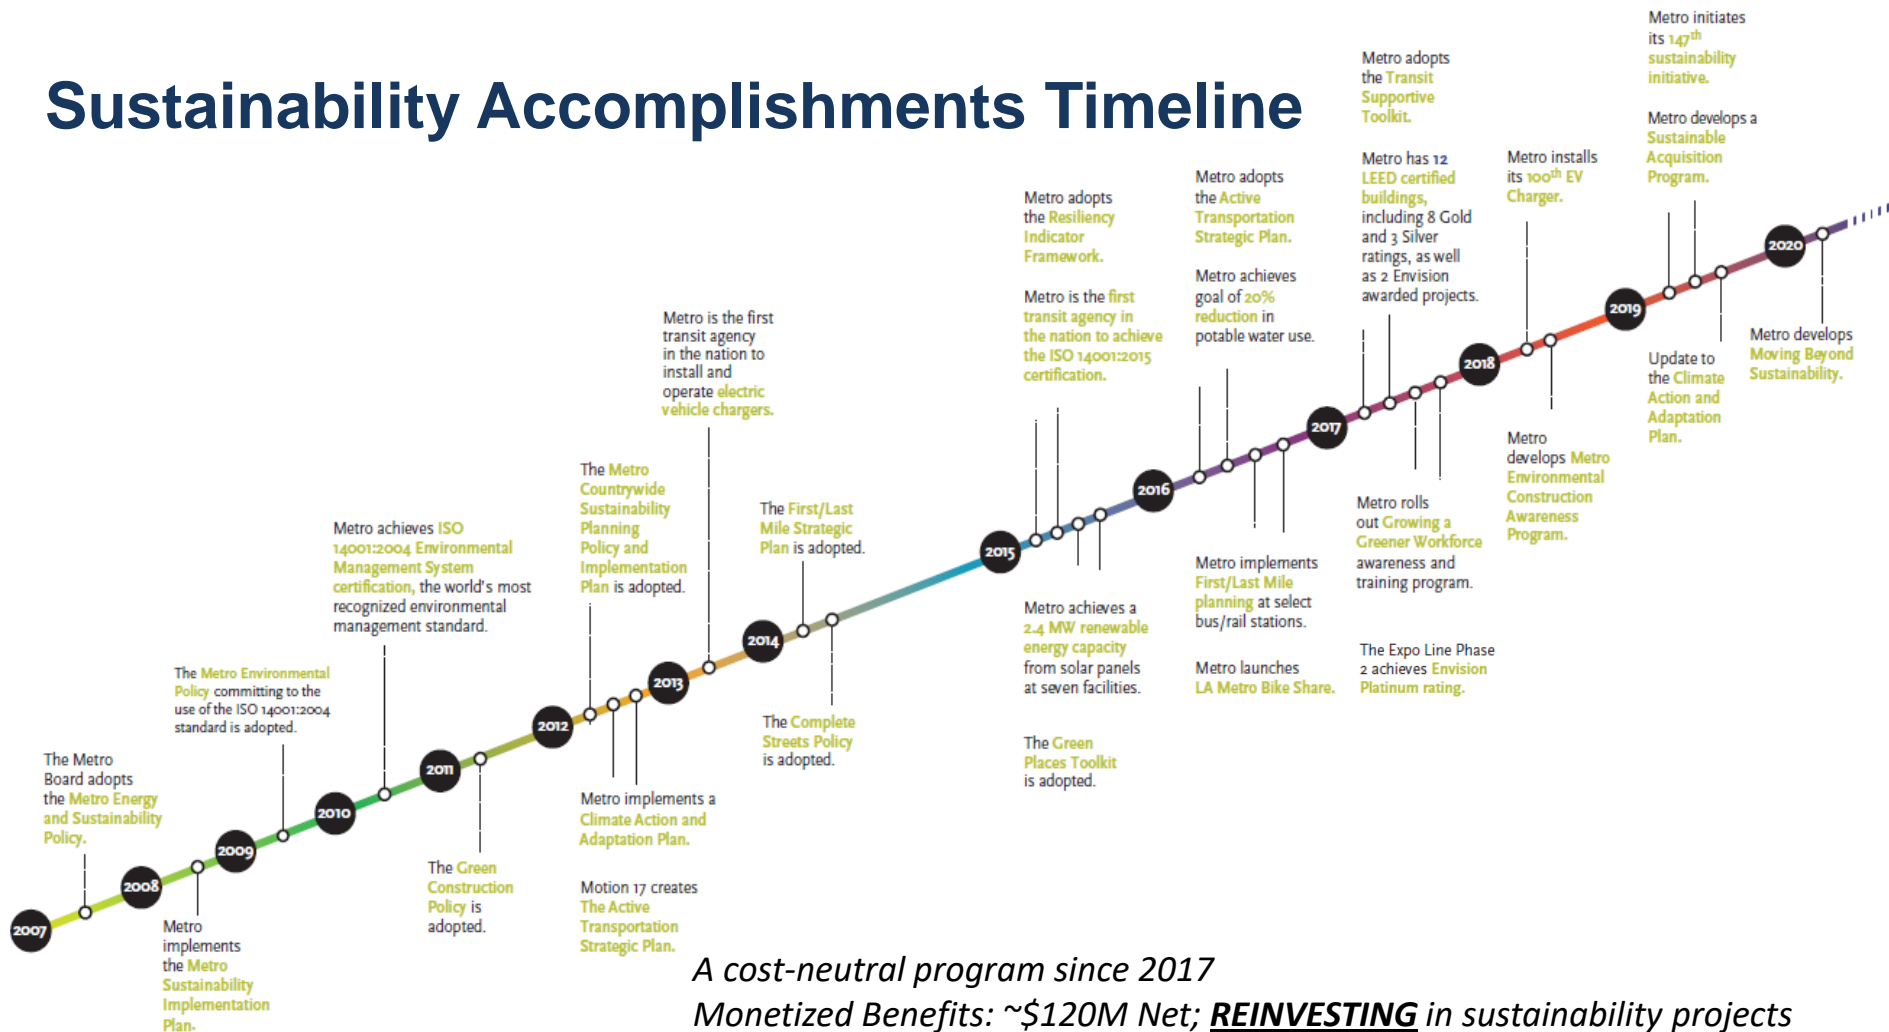 Sustainability Accomplishments Timeline
2007
The Metro
Board adopts
the Metro Energy
and Sustainability
Policy.
2008
Metro
implements
the Metro
Sustainability
Implementation
Plan.
2009
The Metro Environmental
Policy committing to the
use of the ISO 14001:2004
standard is adopted.
2010
Metro achieves ISO
14001:2004 Environmental
Management System
certification, the world's most
recognized environmental
management standard.
2011
The Green
Construction
Policy is
adopted.
2012
The Metro
Countrywide
Sustainability
Planning
Policy and
Implementation
Plan is adopted.
Metro implements a
Climate Action and
Adaptation Plan.
Motion 17 creates
The Active
Transportation
Strategic Plan.
2013
Metro is the first
transit agency
in the nation to
install and
operate electric
vehicle chargers.
2014
The First/Last
Mile Strategic
Plan is adopted.
The Complete
Streets Policy
is adopted.
2015
Metro adopts
the Resiliency
Indicator
Framework.
Metro is the first
transit agency in
the nation to achieve
the ISO 14001:2015
certification.
Metro achieves a
2.4 MW renewable
energy capacity
from solar panels
at seven facilities.
The Green
Places Toolkit
is adopted.
2016
Metro adopts
the Active
Transportation
Strategic Plan.
Metro achieves
goal of 20%
reduction in
potable water use.
Metro implements
First/Last Mile
planning at select
bus/rail stations.
Metro launches
LA Metro Bike Share.
2017
Metro adopts
the Transit
Supportive
Toolkit.
Metro has 12
LEED certified
buildings,
including 8 Gold
and 3 Silver
ratings, as well
as 2 Envision
awarded projects.
Metro rolls
out Growing a
Greener Workforce
awareness and
training program.
The Expo Line Phase
2 achieves Envision
Platinum rating.
2018
Metro installs
its 100th EV
Charger.
Metro
develops Metro
Environmental
Construction
Awareness
Program.
2019
Metro initiates
its 147th
sustainability
initiative.
Metro develops a
Sustainable
Acquisition
Program.
Update to
the Climate
Action and
Adaptation
Plan.
2020
Metro develops
Moving Beyond
Sustainability.
A cost-neutral program since 2017
Monetized Benefits: ~$120M Net; REINVESTING in sustainability projects